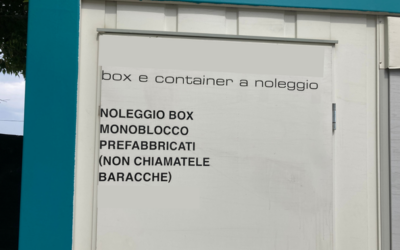 box e container a noleggio
NOLEGGIO BOX
MONOBLOCCO
PREFABBRICATI
(NON CHIAMATELE
BARACCHE)